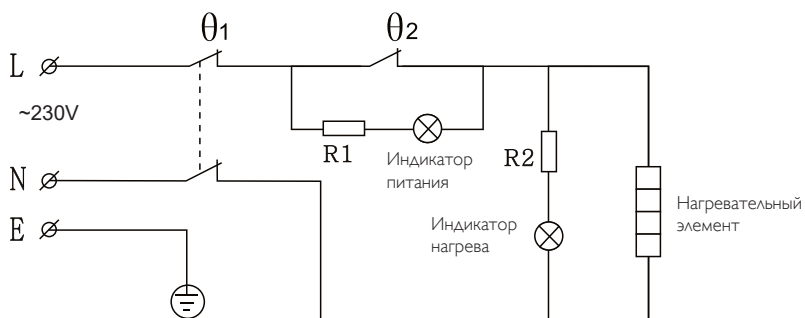 θ1
θ2
L
~230V
R1
Индикатор
питания
R2
N
Нагревательный
элемент
E
Индикатор
нагрева